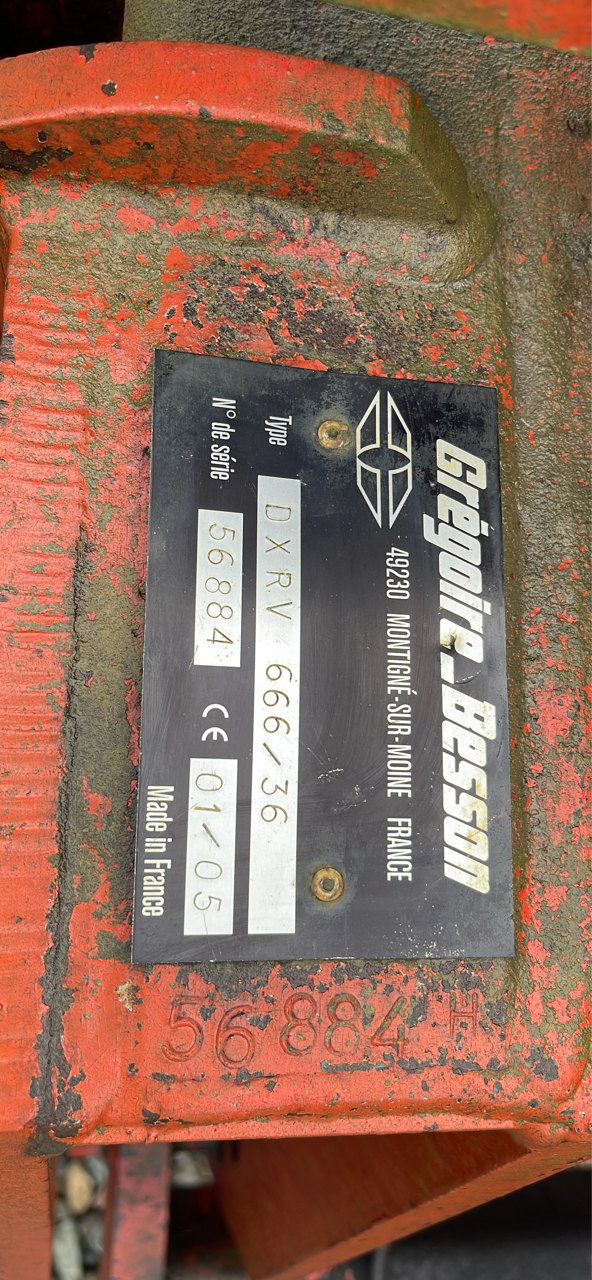 Grégoire-Besson
49230 MONTIGNÉ-SUR-MOINE FRANCE
Type DXRV 666/36
N° de série 56884 CE 01/05
Made in France
56884 H